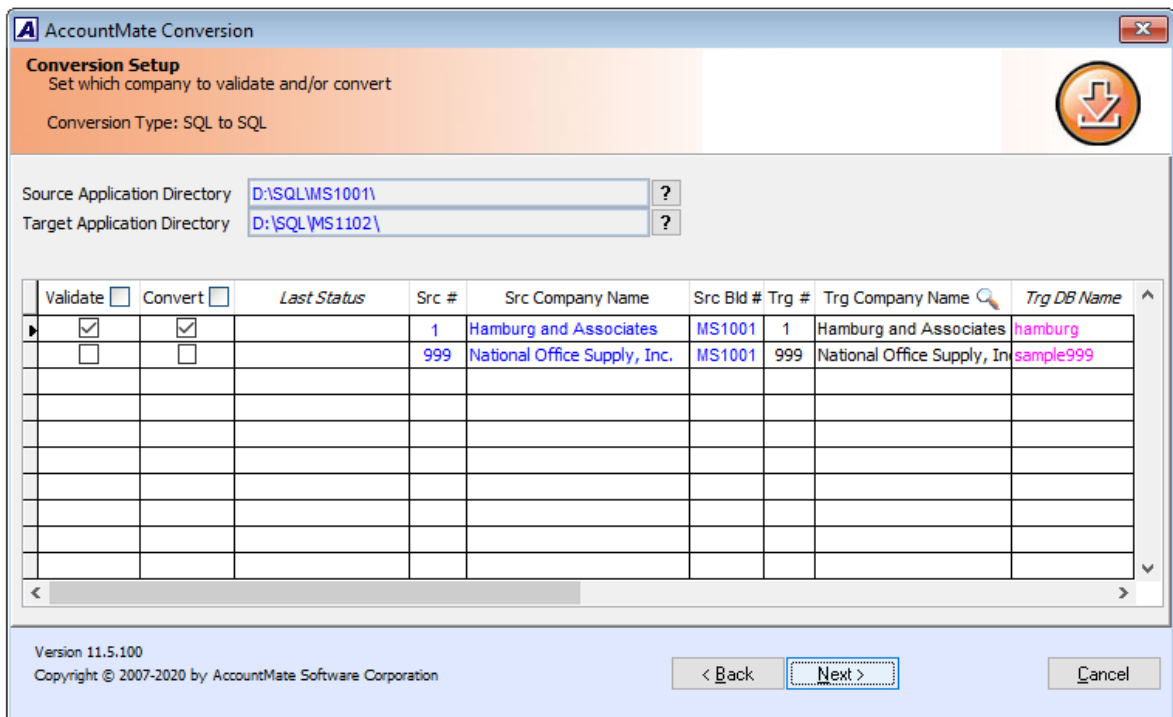 AccountMate Conversion
Conversion Setup
Set which company to validate and/or convert
Conversion Type: SQL to SQL
Source Application Directory D:\SQL\MS1001\ ?
Target Application Directory D:\SQL\MS1102\ ?
Validate Convert Last Status Src # Src Company Name Src Bld # Trg # Trg Company Name Trg DB Name
1 Hamburg and Associates MS1001 1 Hamburg and Associates hamburg
999 National Office Supply, Inc. MS1001 999 National Office Supply, In sample999
Version 11.5.100
Copyright © 2007-2020 by AccountMate Software Corporation
< Back Next > Cancel